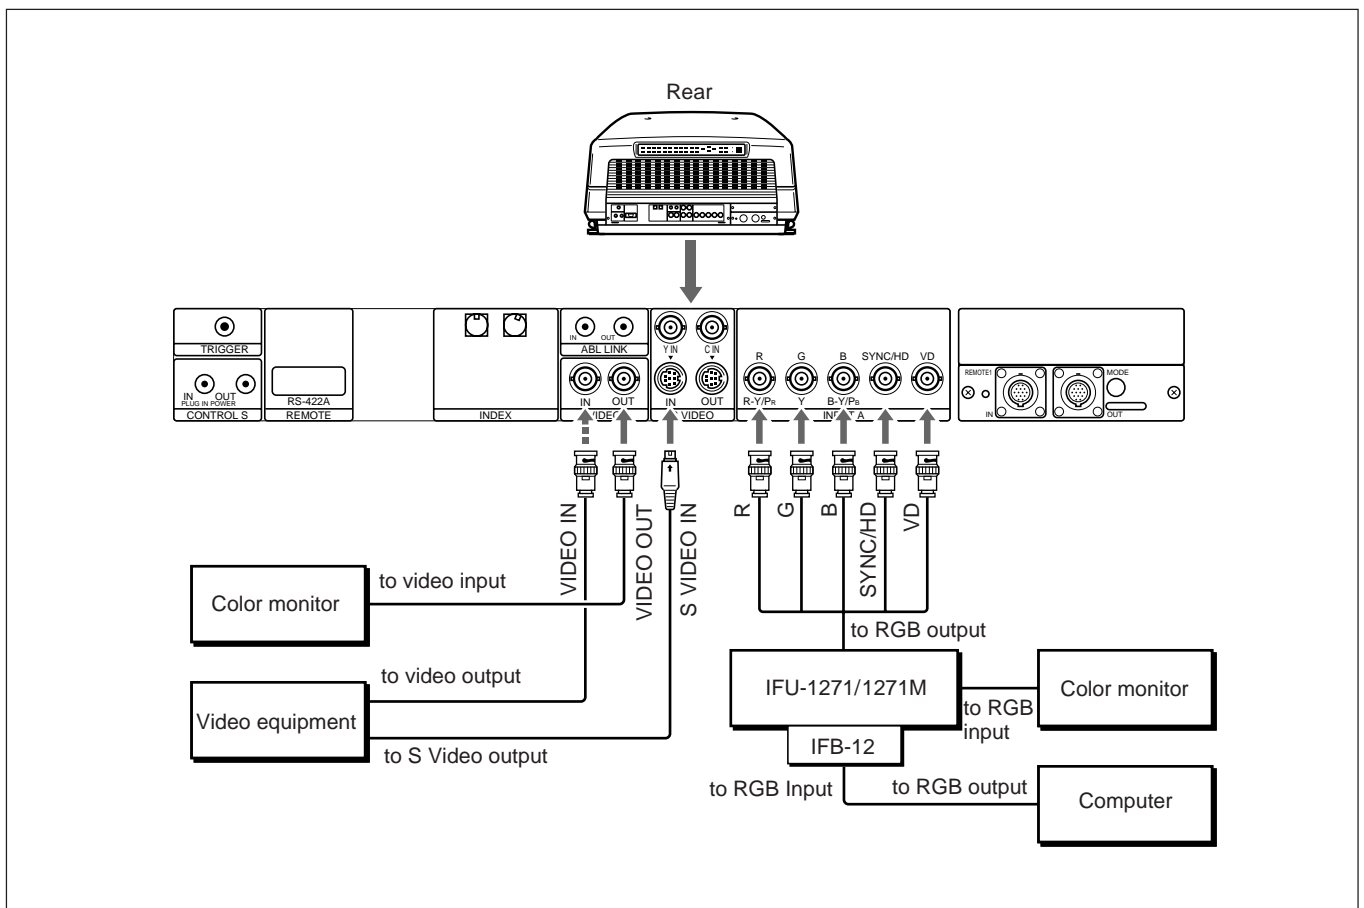 Rear
TRIGGER
IN OUT
PLUG IN POWER
CONTROL S
RS-422A
REMOTE
INDEX
IN OUT
ABL LINK
IN OUT
VIDEO
Y IN C IN
IN OUT
S VIDEO
R G B SYNC/HD VD
R-Y/PR Y B-Y/PB
INPUT A
REMOTE1
IN
MODE
OUT
VIDEO IN
VIDEO OUT
S VIDEO IN
R
G
B
SYNC/HD
VD
Color monitor
to video input
Video equipment
to video output
to S Video output
to RGB output
IFU-1271/1271M
IFB-12
to RGB
input
Color monitor
to RGB Input
to RGB output
Computer